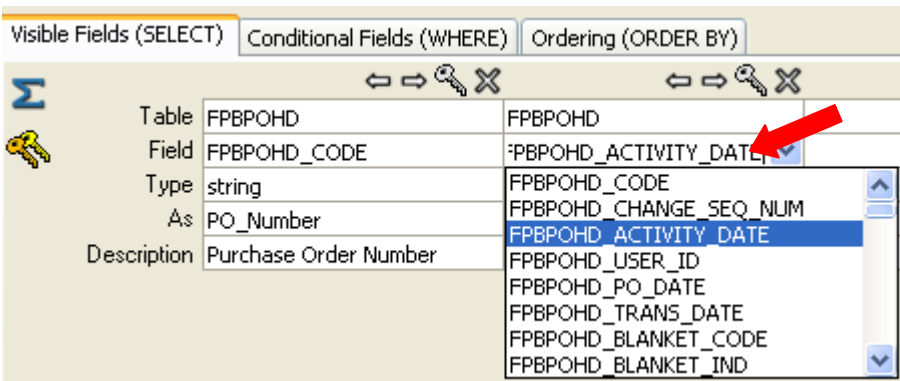 Visible Fields (SELECT) Conditional Fields (WHERE) Ordering (ORDER BY)
Table FPBPOHD FPBPOHD
Field FPBPOHD_CODE FPBPOHD_ACTIVITY_DATE
Type string
As PO_Number
Description Purchase Order Number
FPBPOHD_CODE
FPBPOHD_CHANGE_SEQ_NUM
FPBPOHD_ACTIVITY_DATE
FPBPOHD_USER_ID
FPBPOHD_PO_DATE
FPBPOHD_TRANS_DATE
FPBPOHD_BLANKET_CODE
FPBPOHD_BLANKET_IND